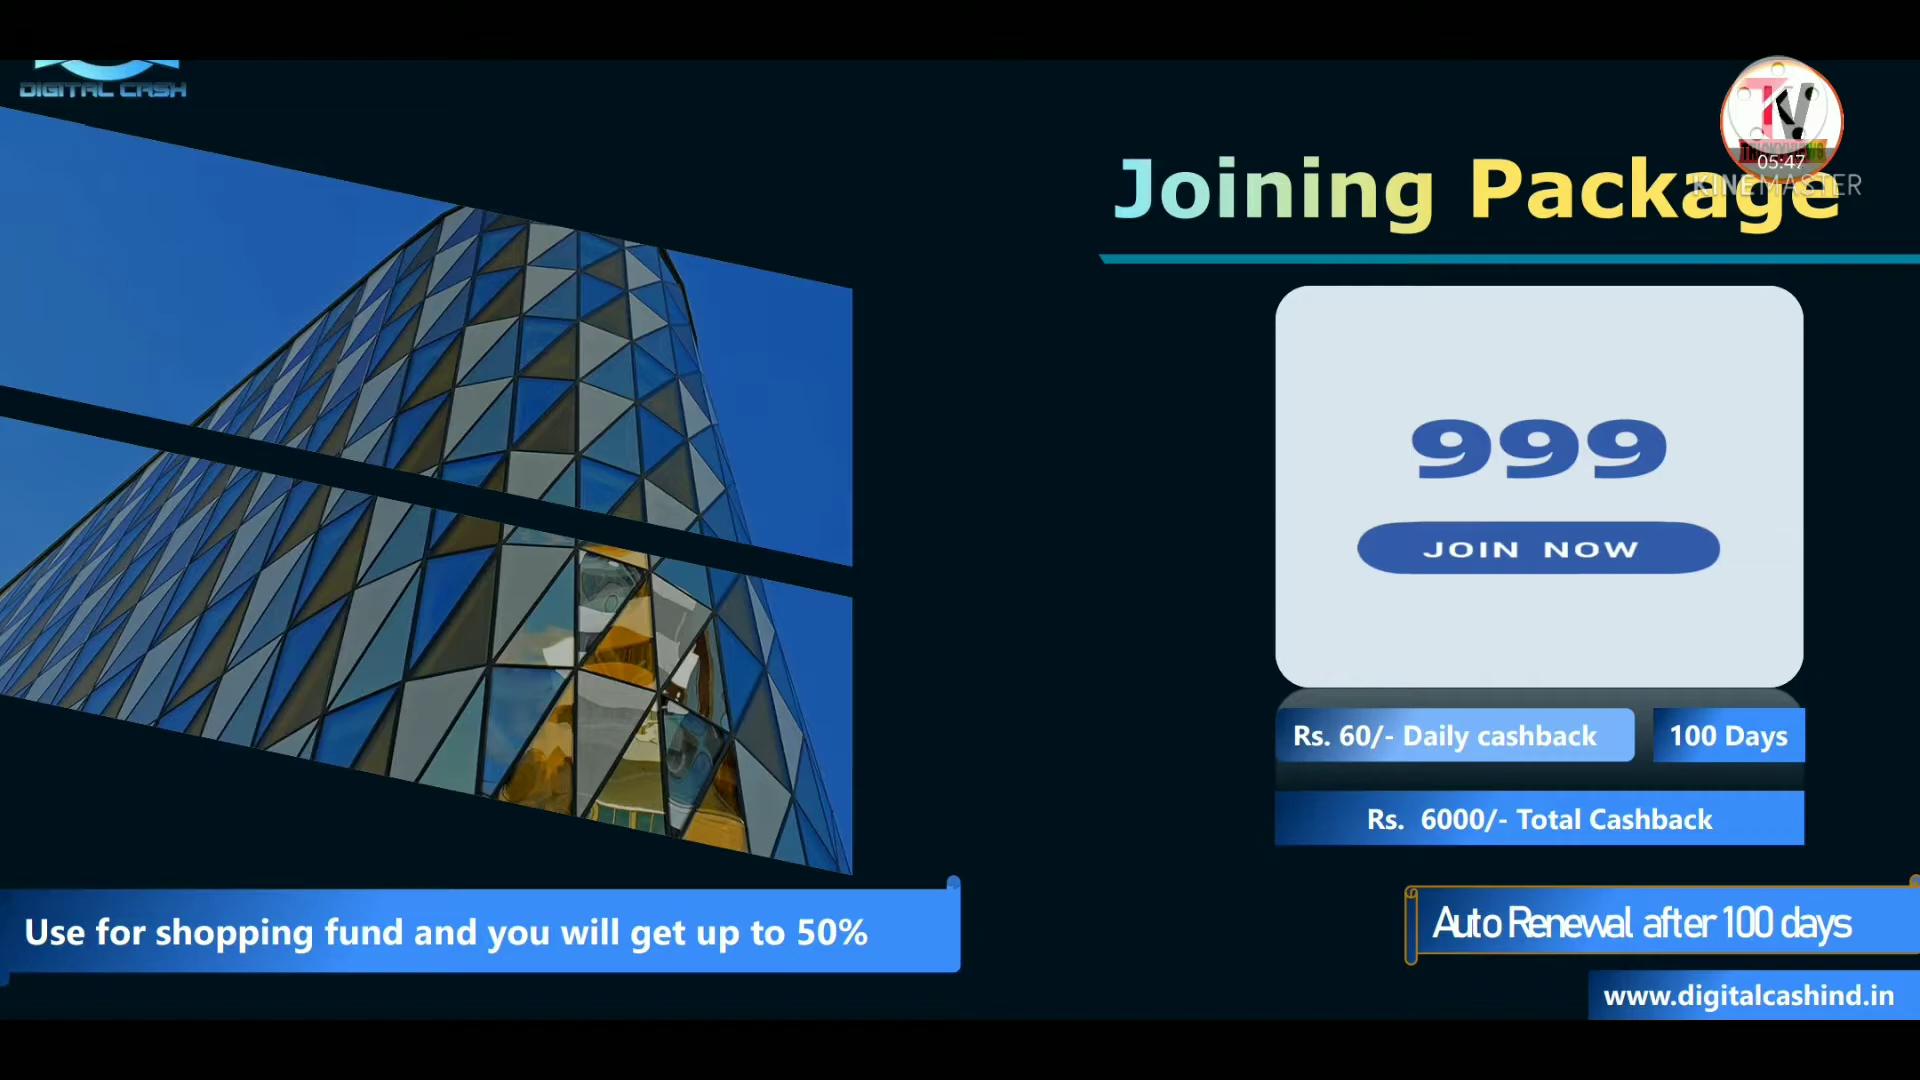 DIGITAL CASH
TKV
05:47
KINEMASTER
Joining Package
999
JOIN NOW
Rs. 60/- Daily cashback
100 Days
Rs. 6000/- Total Cashback
Use for shopping fund and you will get up to 50%
Auto Renewal after 100 days
www.digitalcashind.in